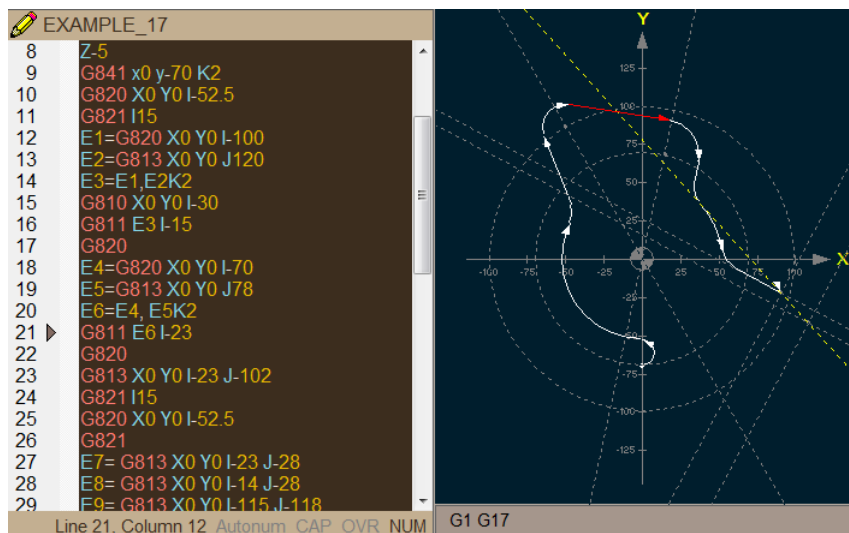 EXAMPLE_17
8 Z-5
9 G841 x0 y-70 K2
10 G820 X0 Y0 I-52.5
11 G821 I15
12 E1=G820 X0 Y0 I-100
13 E2=G813 X0 Y0 J120
14 E3=E1,E2K2
15 G810 X0 Y0 I-30
16 G811 E3 I-15
17 G820
18 E4=G820 X0 Y0 I-70
19 E5=G813 X0 Y0 J78
20 E6=E4, E5K2
21 G811 E6 I-23
22 G820
23 G813 X0 Y0 I-23 J-102
24 G821 I15
25 G820 X0 Y0 I-52.5
26 G821
27 E7= G813 X0 Y0 I-23 J-28
28 E8= G813 X0 Y0 I-14 J-28
29 E9= G813 X0 Y0 I-115 J-118
Line 21, Column 12 Autonum CAP OVR NUM
Y
125
100
75
50
25
-100 -75 -50 25 50 75 100 X
-25
-50
-75
-100
-125
G1 G17